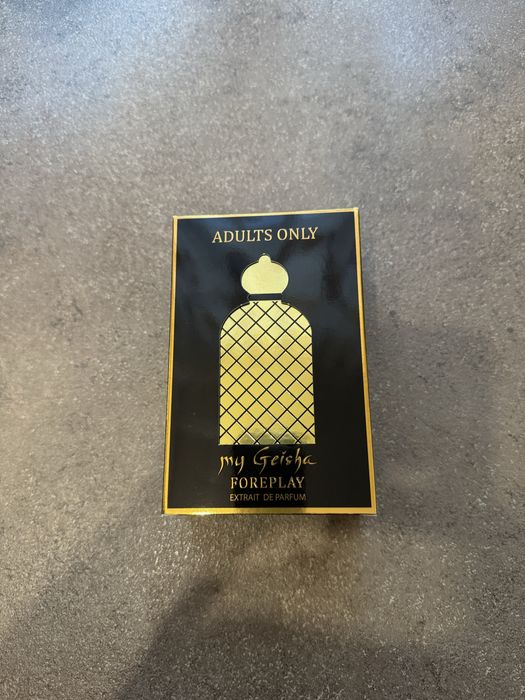 ADULTS ONLY
my Geisha
FOREPLAY
EXTRAIT DE PARFUM